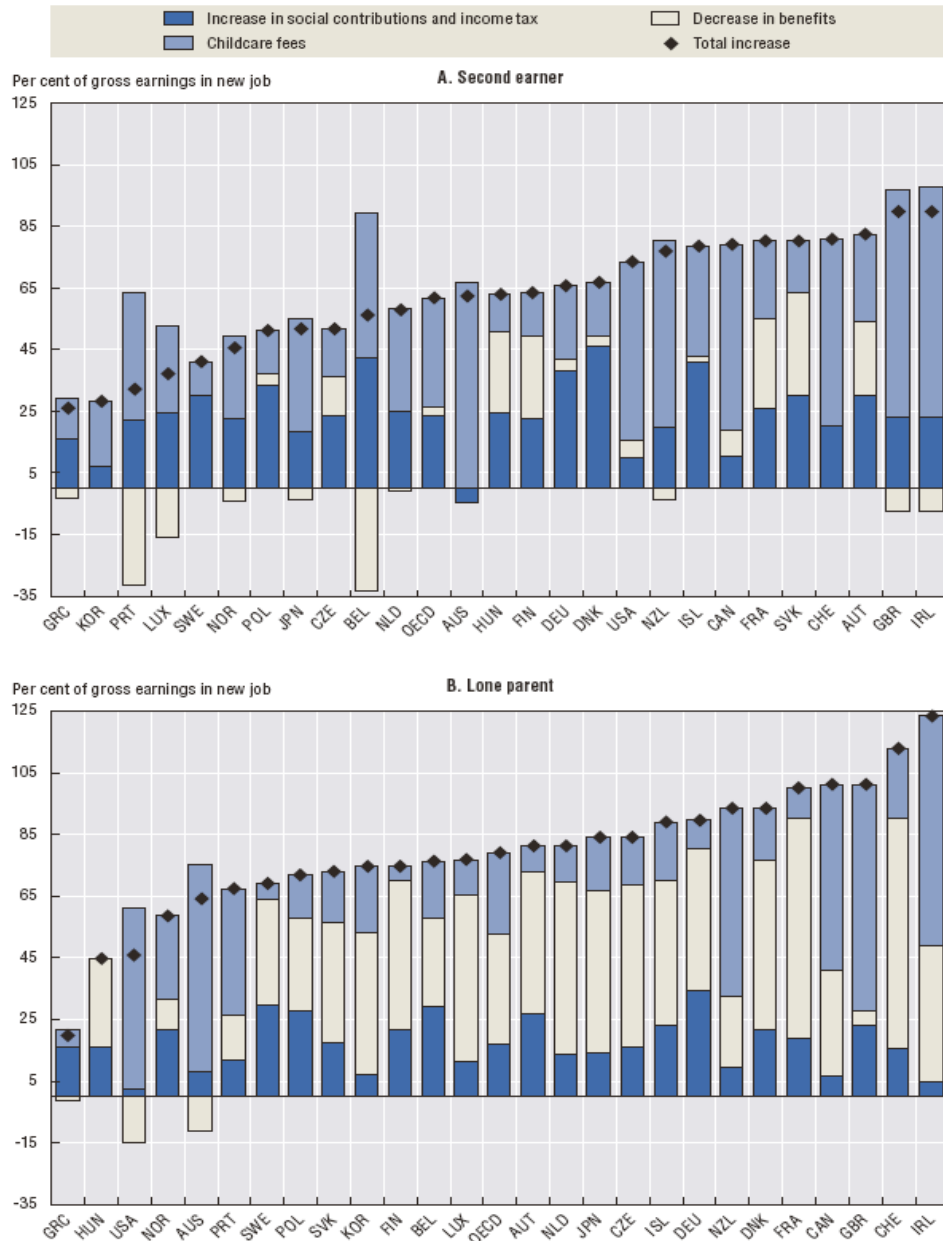 Increase in social contributions and income tax
Decrease in benefits
Childcare fees
Total increase
Per cent of gross earnings in new job
A. Second earner
125
105
85
65
45
25
5
-15
-35
GRC KOR PRT LUX SWE NOR POL JPN CZE BEL NLD OECD AUS HUN FIN DEU DNK USA NZL ISL CAN FRA SVK CHE AUT GBR IRL
Per cent of gross earnings in new job
B. Lone parent
125
105
85
65
45
25
5
-15
-35
GRC HUN USA NOR AUS PRT SWE POL SVK KOR FIN BEL LUX OECD AUT NLD JPN CZE ISL DEU NZL DNK FRA CAN GBR CHE IRL